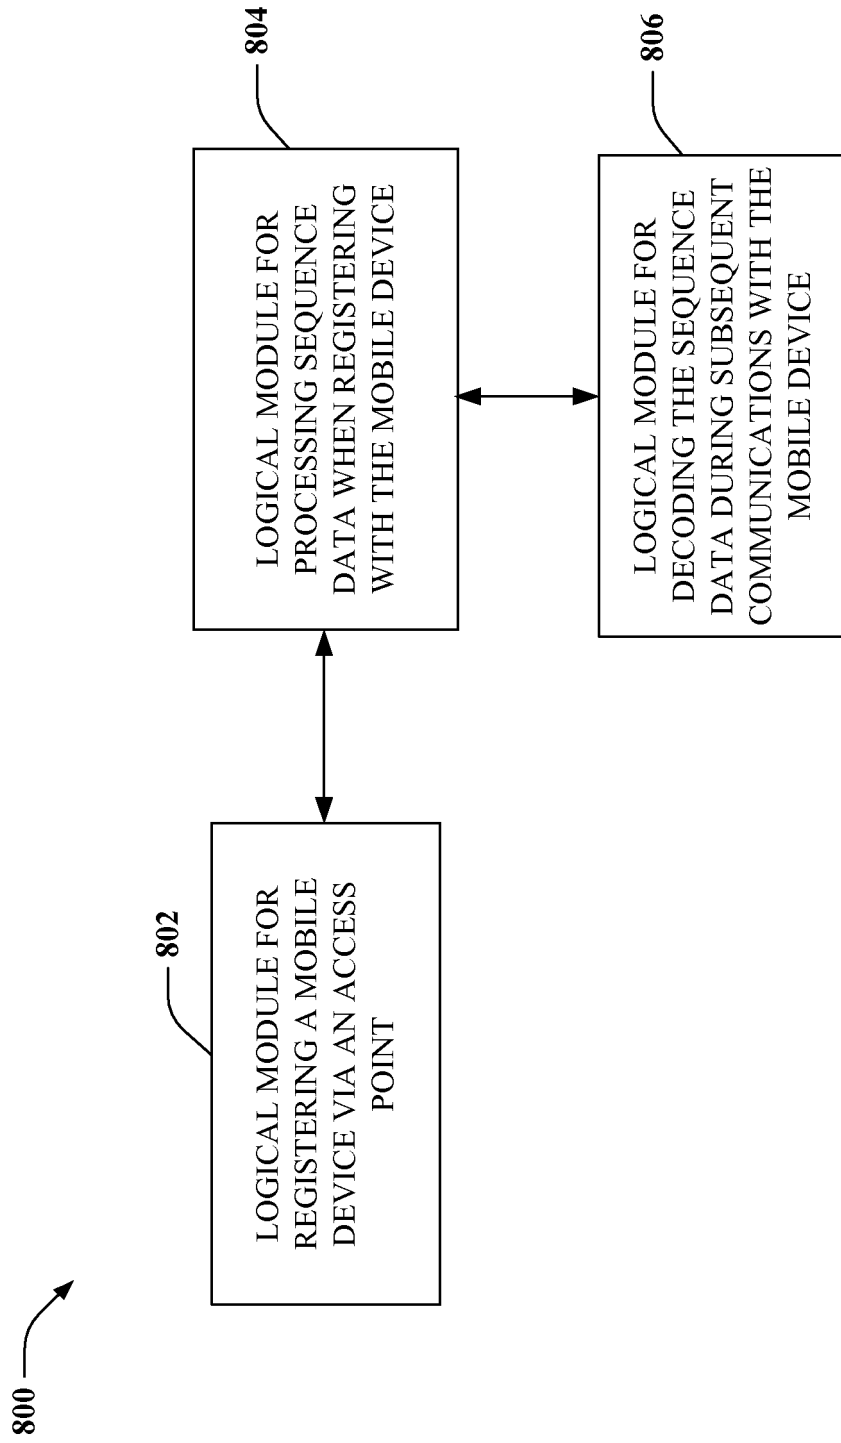 800
802
LOGICAL MODULE FOR
REGISTERING A MOBILE
DEVICE VIA AN ACCESS
POINT
804
LOGICAL MODULE FOR
PROCESSING SEQUENCE
DATA WHEN REGISTERING
WITH THE MOBILE DEVICE
806
LOGICAL MODULE FOR
DECODING THE SEQUENCE
DATA DURING SUBSEQUENT
COMMUNICATIONS WITH THE
MOBILE DEVICE